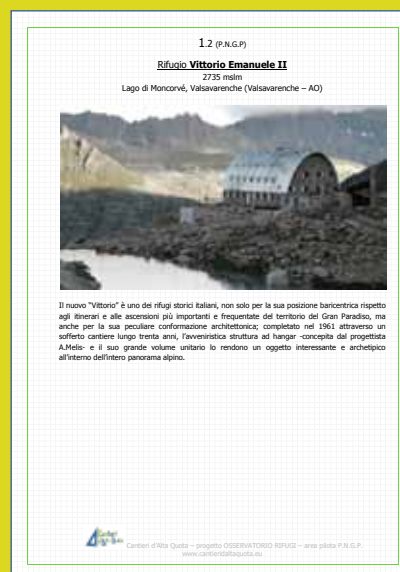 1.2 (P.N.G.P)
Rifugio Vittorio Emanuele II
2735 mslm
Lago di Moncorvé, Valsavarenche (Valsavarenche – AO)
Il nuovo "Vittorio" è uno dei rifugi storici italiani, non solo per la sua posizione baricentrica rispetto
agli itinerari e alle ascensioni più importanti e frequentate del territorio del Gran Paradiso, ma
anche per la sua peculiare conformazione architettonica; completato nel 1961 attraverso un
sofferto cantiere lungo trenta anni, l'avveniristica struttura ad hangar -concepita dal progettista
A.Melis- e il suo grande volume unitario lo rendono un oggetto interessante e archetipico
all'interno dell'intero panorama alpino.
Cantieri d'Alta Quota – progetto OSSERVATORIO RIFUGI – area pilota P.N.G.P.
www.cantieridaltaquota.eu